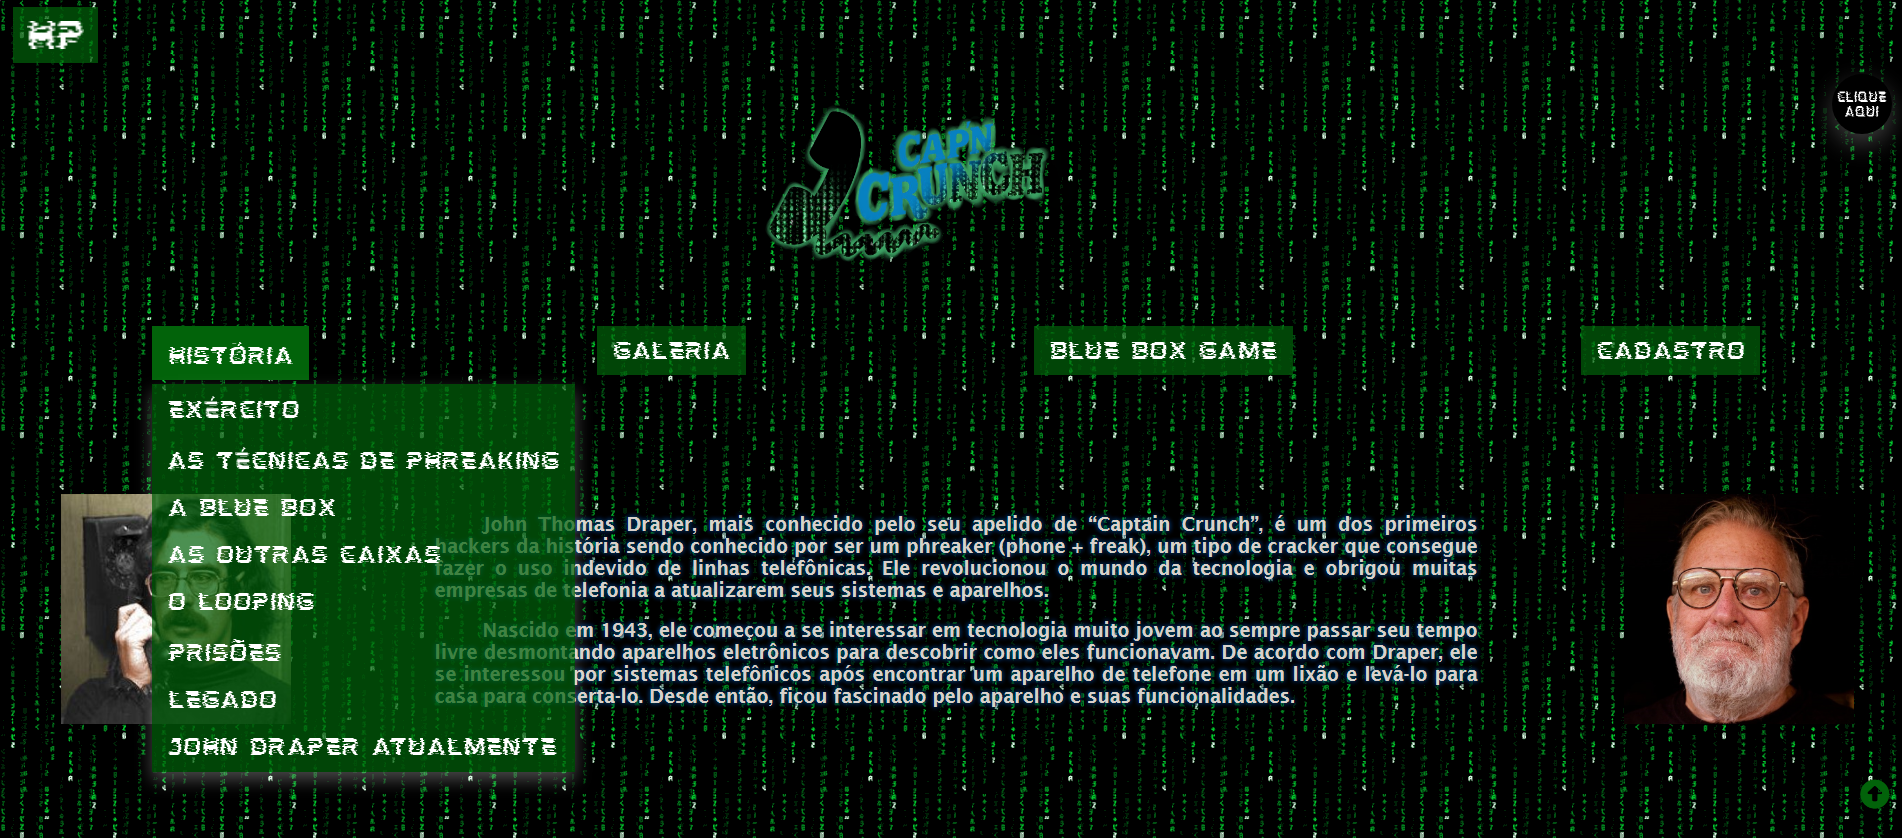 HP
CLIQUE
AQUI
CAP'N
CRUNCH
HISTÓRIA
GALERIA
BLUE BOX GAME
CADASTRO
EXÉRCITO
AS TÉCNICAS DE PHREAKING
A BLUE BOX
AS OUTRAS CAIXAS
O LOOPING
PRISÕES
LEGADO
JOHN DRAPER ATUALMENTE
John Thomas Draper, mais conhecido pelo seu apelido de “Captain Crunch”, é um dos primeiros
hackers da história sendo conhecido por ser um phreaker (phone + freak), um tipo de cracker que consegue
fazer o uso indevido de linhas telefônicas. Ele revolucionou o mundo da tecnologia e obrigou muitas
empresas de telefonia a atualizarem seus sistemas e aparelhos.
Nascido em 1943, ele começou a se interessar em tecnologia muito jovem ao sempre passar seu tempo
livre desmontando aparelhos eletrônicos para descobrir como eles funcionavam. De acordo com Draper, ele
se interessou por sistemas telefônicos após encontrar um aparelho de telefone em um lixão e levá-lo para
casa para conserta-lo. Desde então, ficou fascinado pelo aparelho e suas funcionalidades.